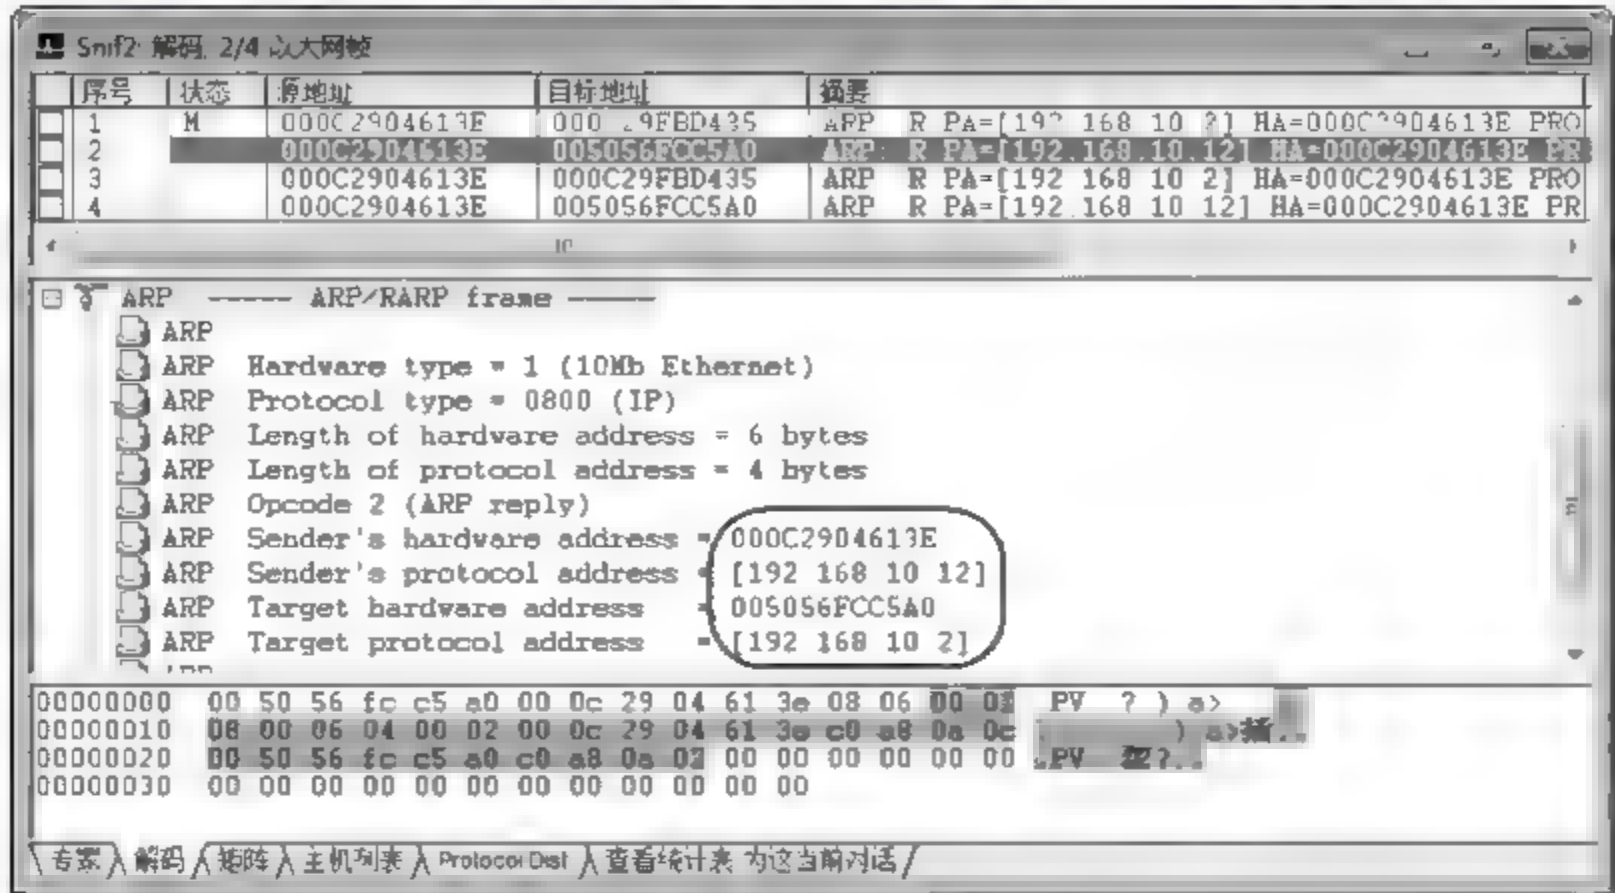 Snif2: 解码, 2/4 以太网帧
序号 状态 源地址 目标地址 摘要
1 M 000C2904613E ARP R PA=[192 168 10 2] HA=000C2904613E PRO
2 000C2904613E 005056FCC5A0 ARP: R PA=[192.168.10.12] HA=000C2904613E PR
3 000C2904613E 000C29FBD435 ARP R PA=[192 168 10 2] HA=000C2904613E PRO
4 000C2904613E 005056FCC5A0 ARP R PA=[192.168 10 12] HA=000C2904613E PR
ARP ----- ARP/RARP frame -----
ARP
ARP Hardware type = 1 (10Mb Ethernet)
ARP Protocol type = 0800 (IP)
ARP Length of hardware address = 6 bytes
ARP Length of protocol address = 4 bytes
ARP Opcode 2 (ARP reply)
ARP Sender's hardware address = 000C2904613E
ARP Sender's protocol address = [192 168 10 12]
ARP Target hardware address = 005056FCC5A0
ARP Target protocol address = [192 168 10 2]
00000000 00 50 56 fc c5 a0 00 0c 29 04 61 3e 08 06 00 01 PV ? ) a>
00000010 08 00 06 04 00 02 00 0c 29 04 61 3e c0 a8 0a 0c ) a>插..
00000020 00 50 56 fc c5 a0 c0 a8 0a 02 00 00 00 00 00 00 .PV ?..
00000030 00 00 00 00 00 00 00 00 00 00 00 00
专家 解码 矩阵 主机列表 Protocol Dist 查看统计表 为这当前对话